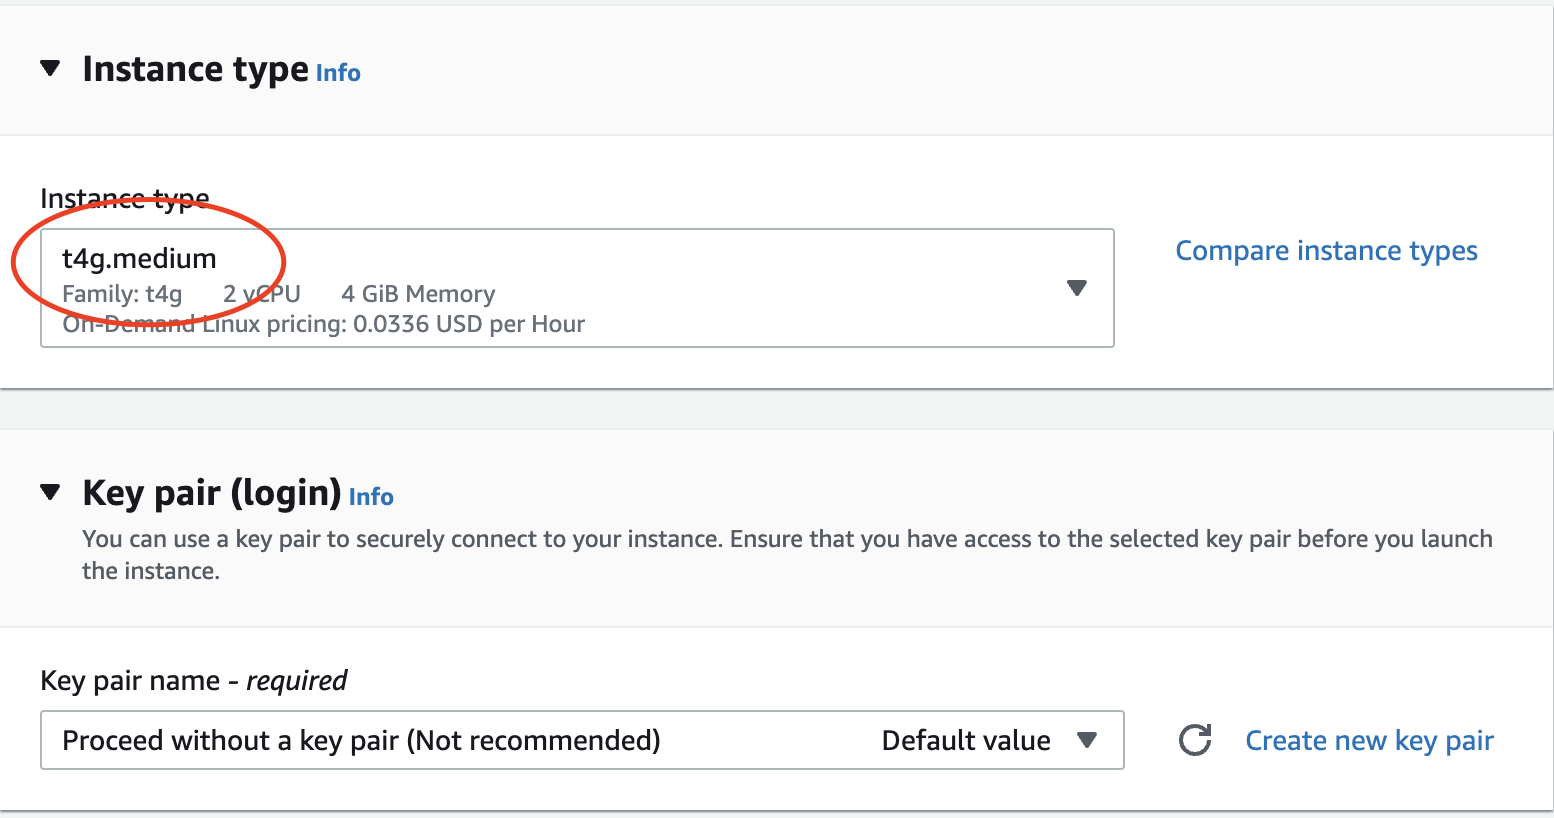 Instance type Info
Instance type
t4g.medium
Family: t4g 2 vCPU 4 GiB Memory
On-Demand Linux pricing: 0.0336 USD per Hour
Compare instance types
Key pair (login) Info
You can use a key pair to securely connect to your instance. Ensure that you have access to the selected key pair before you launch
the instance.
Key pair name - required
Proceed without a key pair (Not recommended) Default value
Create new key pair